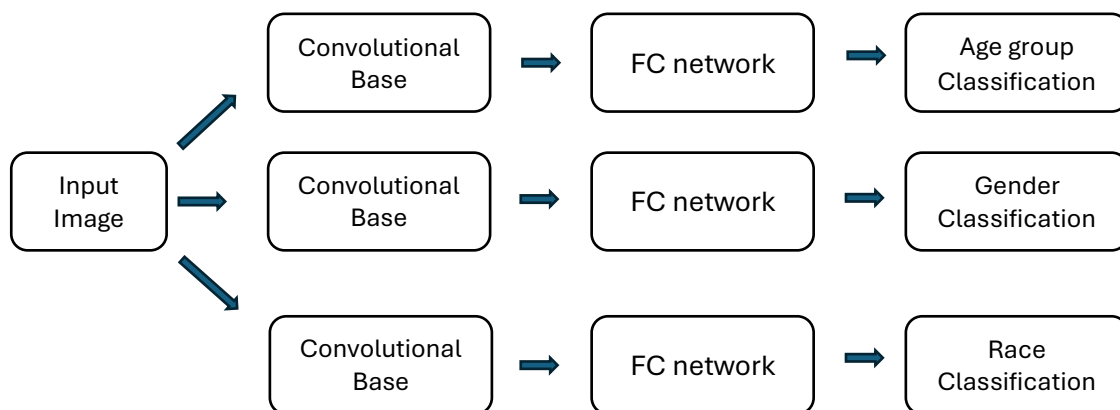 Convolutional
Base
FC network
Age group
Classification
Input
Image
Convolutional
Base
FC network
Gender
Classification
Convolutional
Base
FC network
Race
Classification